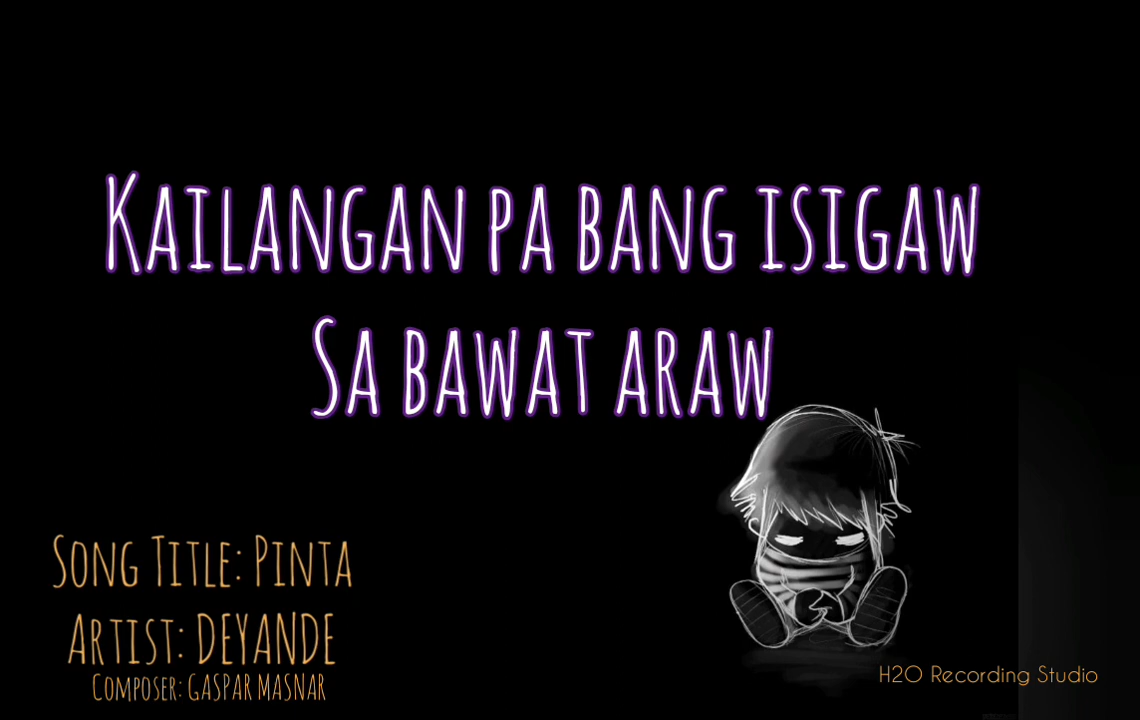 Kailangan pa bang isigaw
Sa bawat araw
Song Title: Pinta
Artist: DEYANDE
Composer: GASPAR MASNAR
H2O Recording Studio